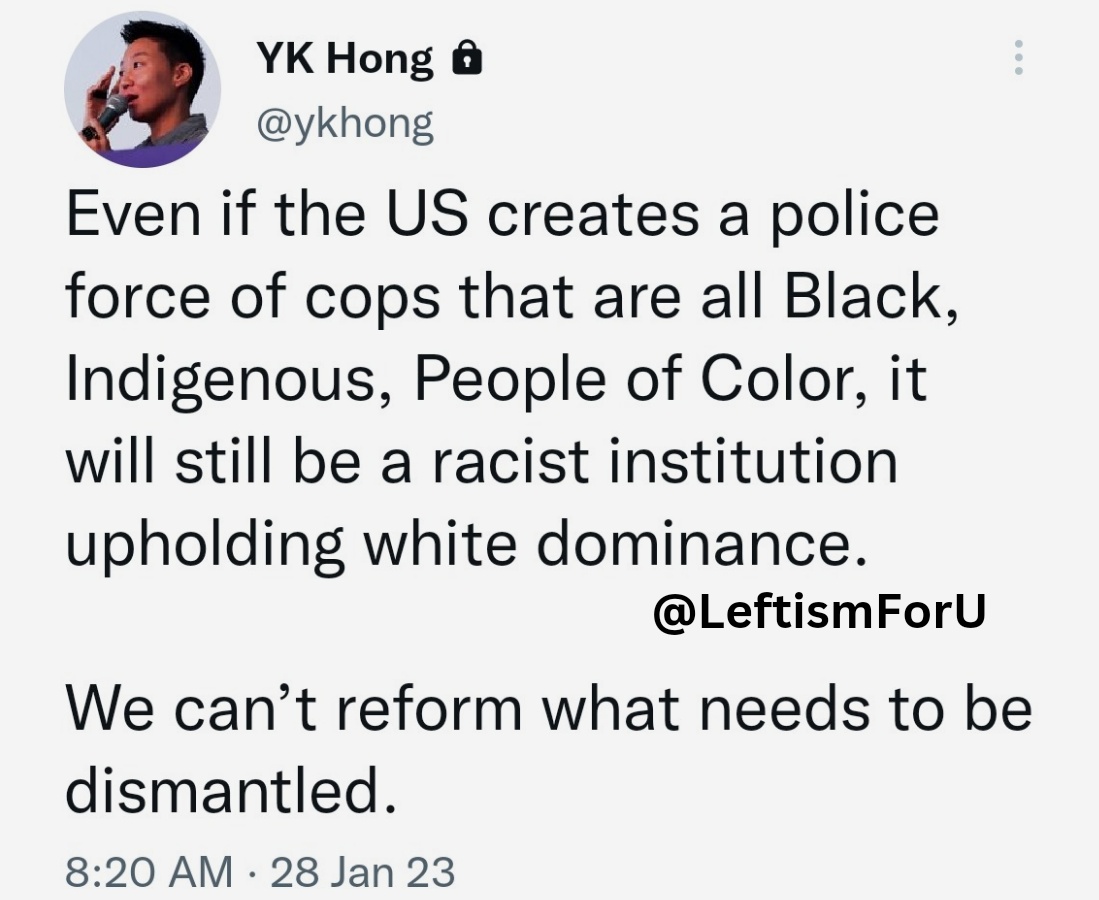 YK Hong
@ykhong
Even if the US creates a police
force of cops that are all Black,
Indigenous, People of Color, it
will still be a racist institution
upholding white dominance.
@LeftismForU
We can’t reform what needs to be
dismantled.
8:20 AM · 28 Jan 23